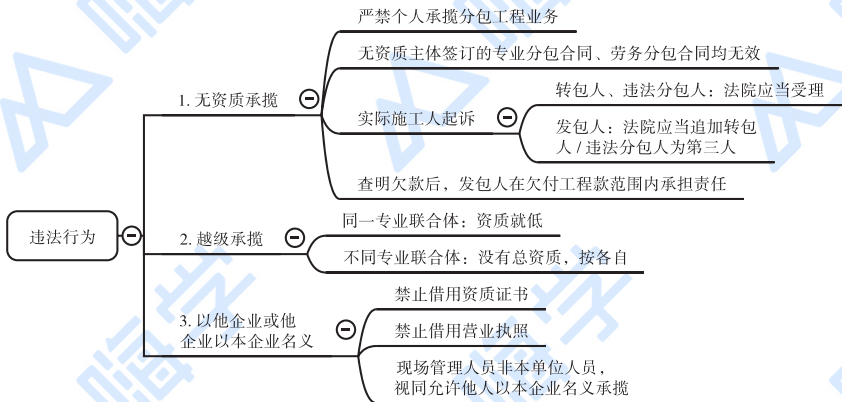 违法行为
1. 无资质承揽
严禁个人承揽分包工程业务
无资质主体签订的专业分包合同、劳务分包合同均无效
实际施工人起诉
转包人、违法分包人：法院应当受理
发包人：法院应当追加转包
人 / 违法分包人为第三人
查明欠款后，发包人在欠付工程款范围内承担责任
2. 越级承揽
同一专业联合体：资质就低
不同专业联合体：没有总资质，按各自
3. 以他企业或他
企业以本企业名义
禁止借用资质证书
禁止借用营业执照
现场管理人员非本单位人员，
视同允许他人以本企业名义承揽
嗨学
嗨学
嗨学
嗨学